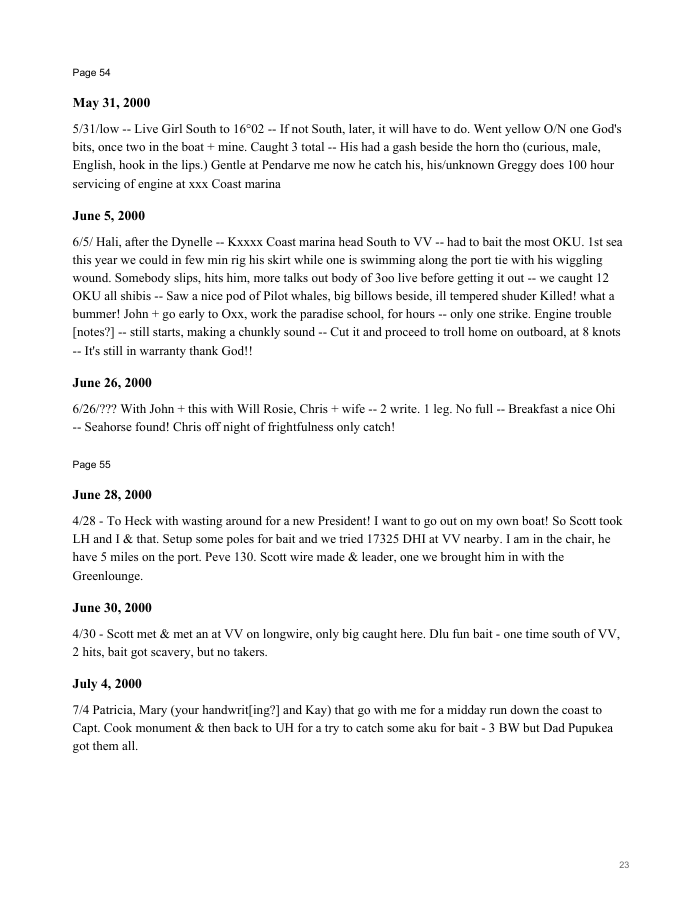 Page 54
May 31, 2000
5/31/low -- Live Girl South to 16°02 -- If not South, later, it will have to do. Went yellow O/N one God's
bits, once two in the boat + mine. Caught 3 total -- His had a gash beside the horn tho (curious, male,
English, hook in the lips.) Gentle at Pendarve me now he catch his, his/unknown Greggy does 100 hour
servicing of engine at xxx Coast marina
June 5, 2000
6/5/ Hali, after the Dynelle -- Kxxxx Coast marina head South to VV -- had to bait the most OKU. 1st sea
this year we could in few min rig his skirt while one is swimming along the port tie with his wiggling
wound. Somebody slips, hits him, more talks out body of 3oo live before getting it out -- we caught 12
OKU all shibis -- Saw a nice pod of Pilot whales, big billows beside, ill tempered shuder Killed! what a
bummer! John + go early to Oxx, work the paradise school, for hours -- only one strike. Engine trouble
[notes?] -- still starts, making a chunkly sound -- Cut it and proceed to troll home on outboard, at 8 knots
-- It's still in warranty thank God!!
June 26, 2000
6/26/??? With John + this with Will Rosie, Chris + wife -- 2 write. 1 leg. No full -- Breakfast a nice Ohi
-- Seahorse found! Chris off night of frightfulness only catch!
Page 55
June 28, 2000
4/28 - To Heck with wasting around for a new President! I want to go out on my own boat! So Scott took
LH and I & that. Setup some poles for bait and we tried 17325 DHI at VV nearby. I am in the chair, he
have 5 miles on the port. Peve 130. Scott wire made & leader, one we brought him in with the
Greenlounge.
June 30, 2000
4/30 - Scott met & met an at VV on longwire, only big caught here. Dlu fun bait - one time south of VV,
2 hits, bait got scavery, but no takers.
July 4, 2000
7/4 Patricia, Mary (your handwrit[ing?] and Kay) that go with me for a midday run down the coast to
Capt. Cook monument & then back to UH for a try to catch some aku for bait - 3 BW but Dad Pupukea
got them all.
23